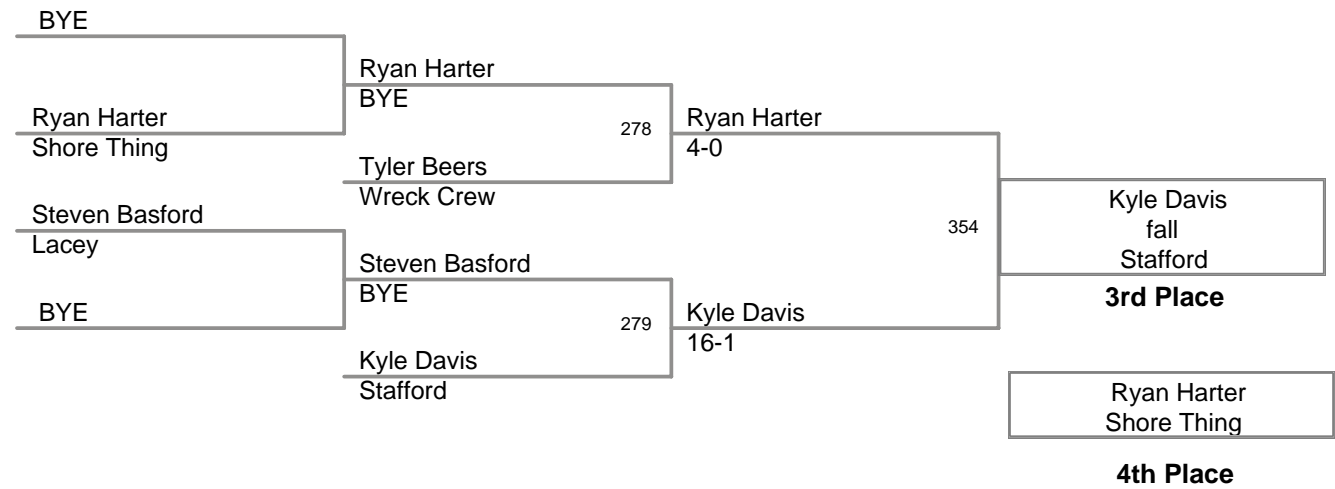 BYE
Ryan Harter
BYE
Ryan Harter
Shore Thing
278
Ryan Harter
4-0
Tyler Beers
Wreck Crew
Steven Basford
Lacey
354
Kyle Davis
fall
Stafford
3rd Place
Steven Basford
BYE
BYE
279
Kyle Davis
16-1
Kyle Davis
Stafford
Ryan Harter
Shore Thing
4th Place